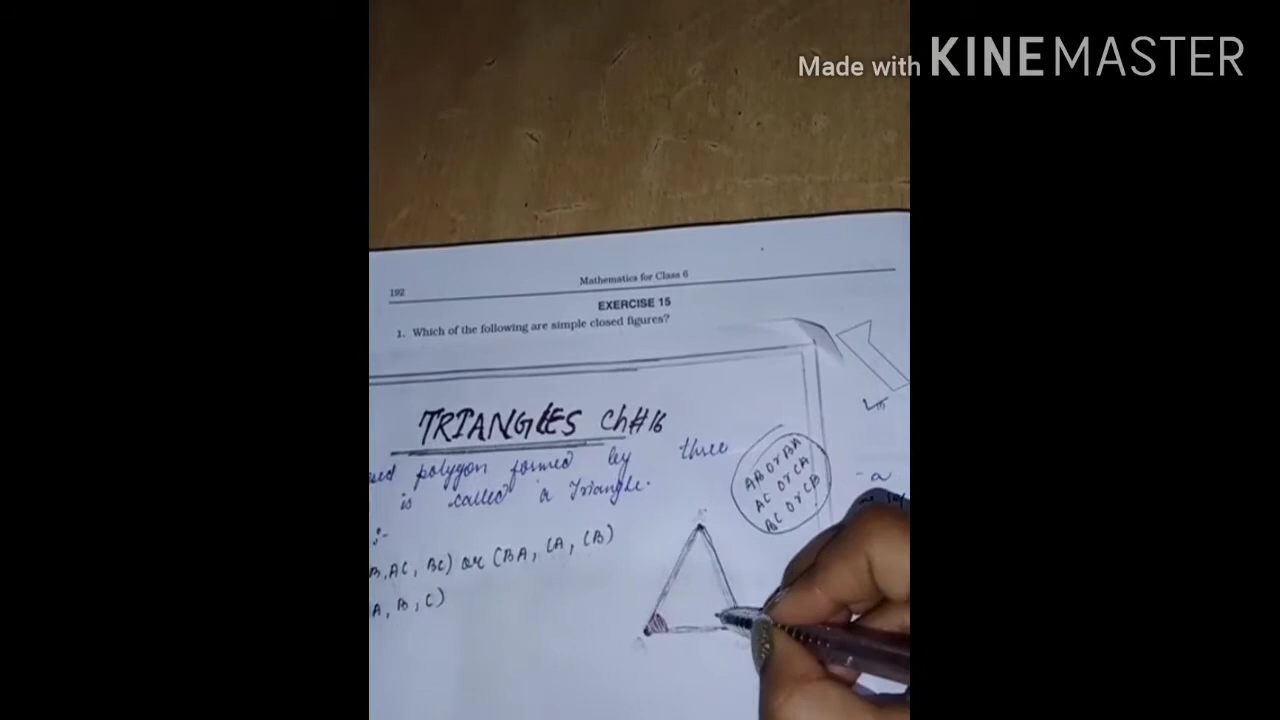 Made with KINEMASTER
192
Mathematics for Class 6
EXERCISE 15
1. Which of the following are simple closed figures?
TRIANGLES Ch#16
polygon formed by three
is called a Triangle.
AB or BA
AC or CA
BC or CB
B, AC, BC) or (BA, CA, CB)
A, B, C)